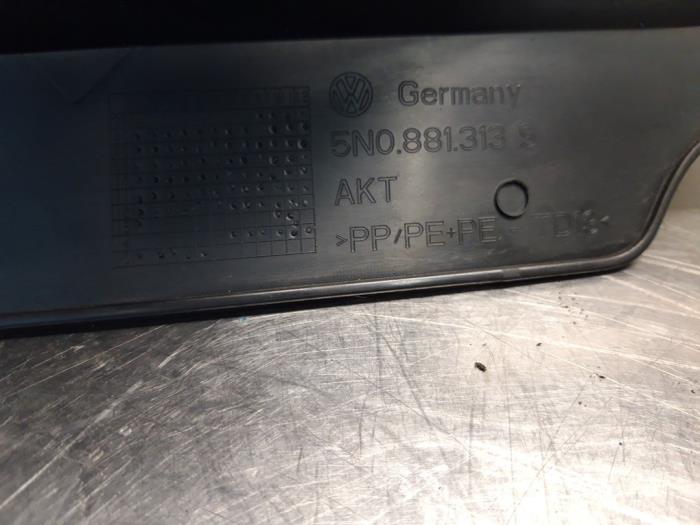 Germany
5N0.881.313
AKT
>PP/PE+PE